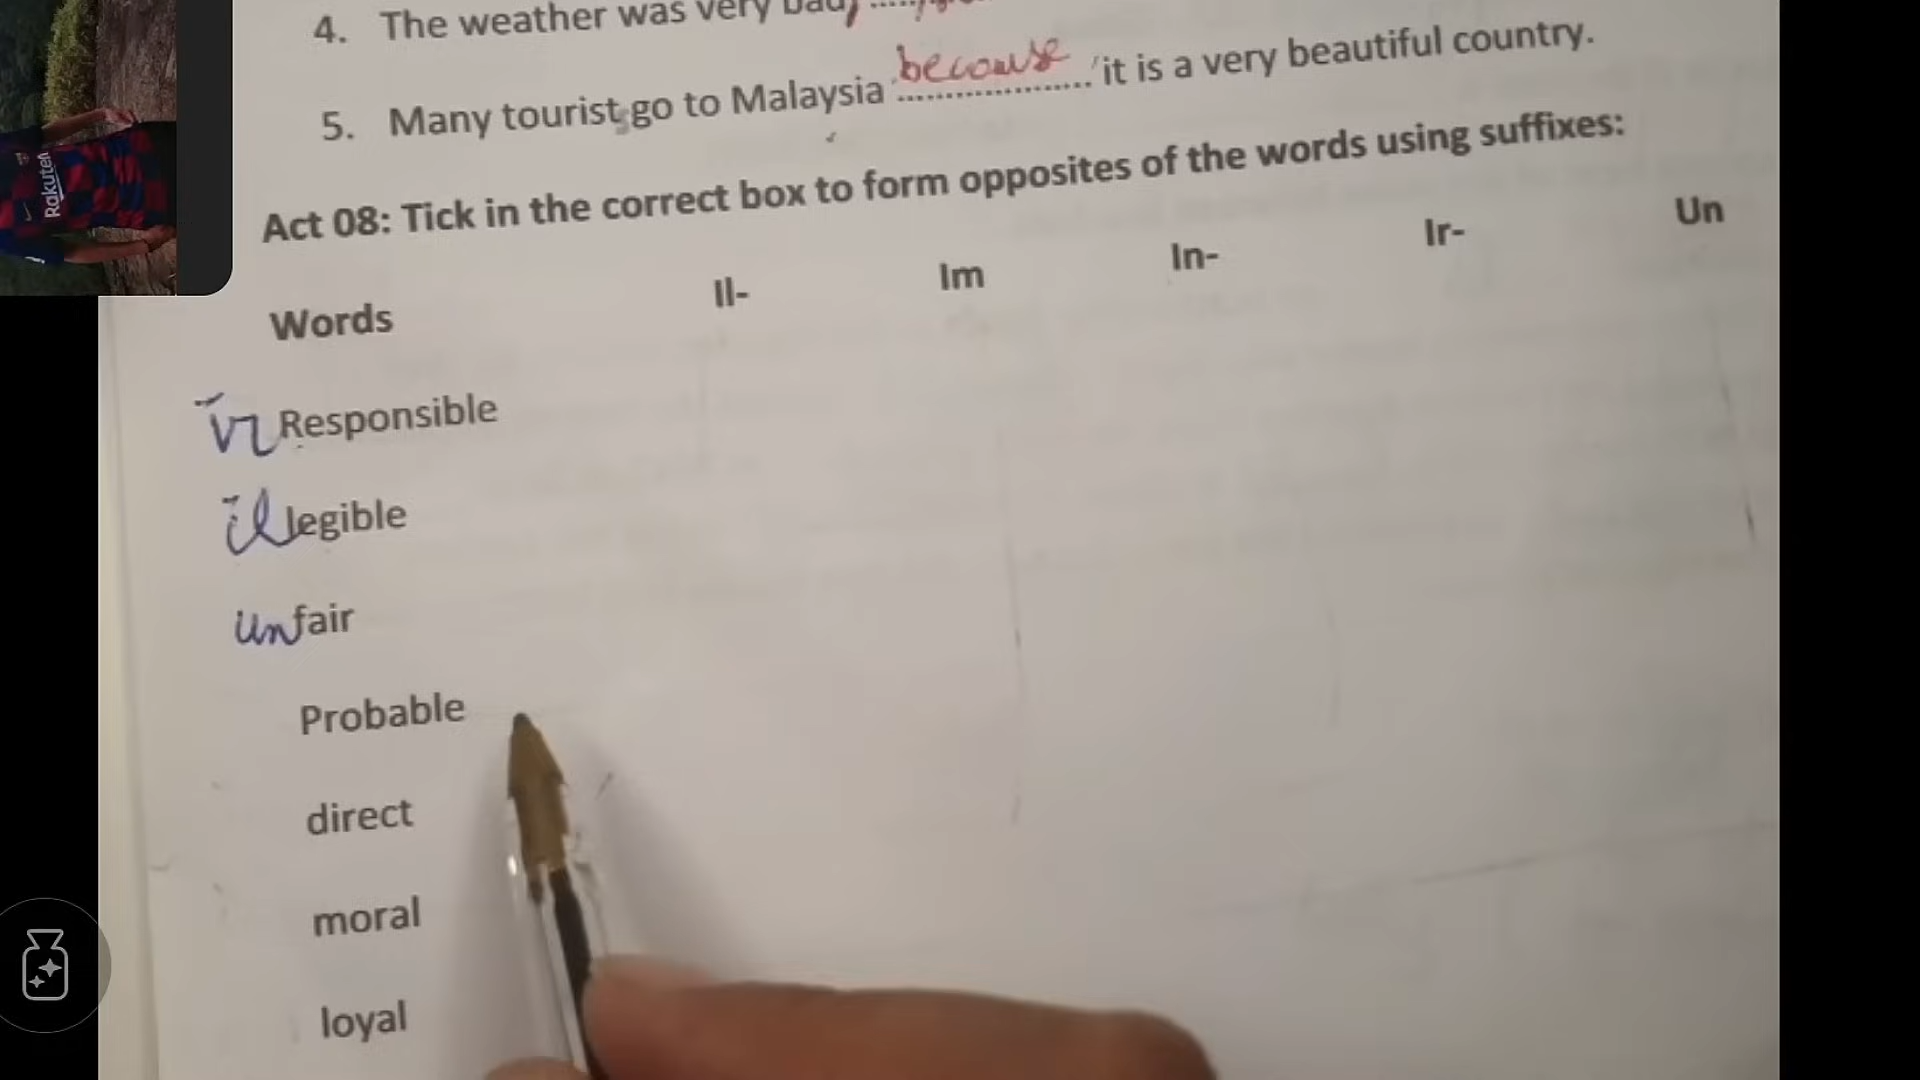 4. The weather was very bad,
5. Many tourist go to Malaysia because it is a very beautiful country.
Act 08: Tick in the correct box to form opposites of the words using suffixes:
Words Il- Im In- Ir- Un
ir Responsible
il legible
un fair
Probable
direct
moral
loyal
Rakuten